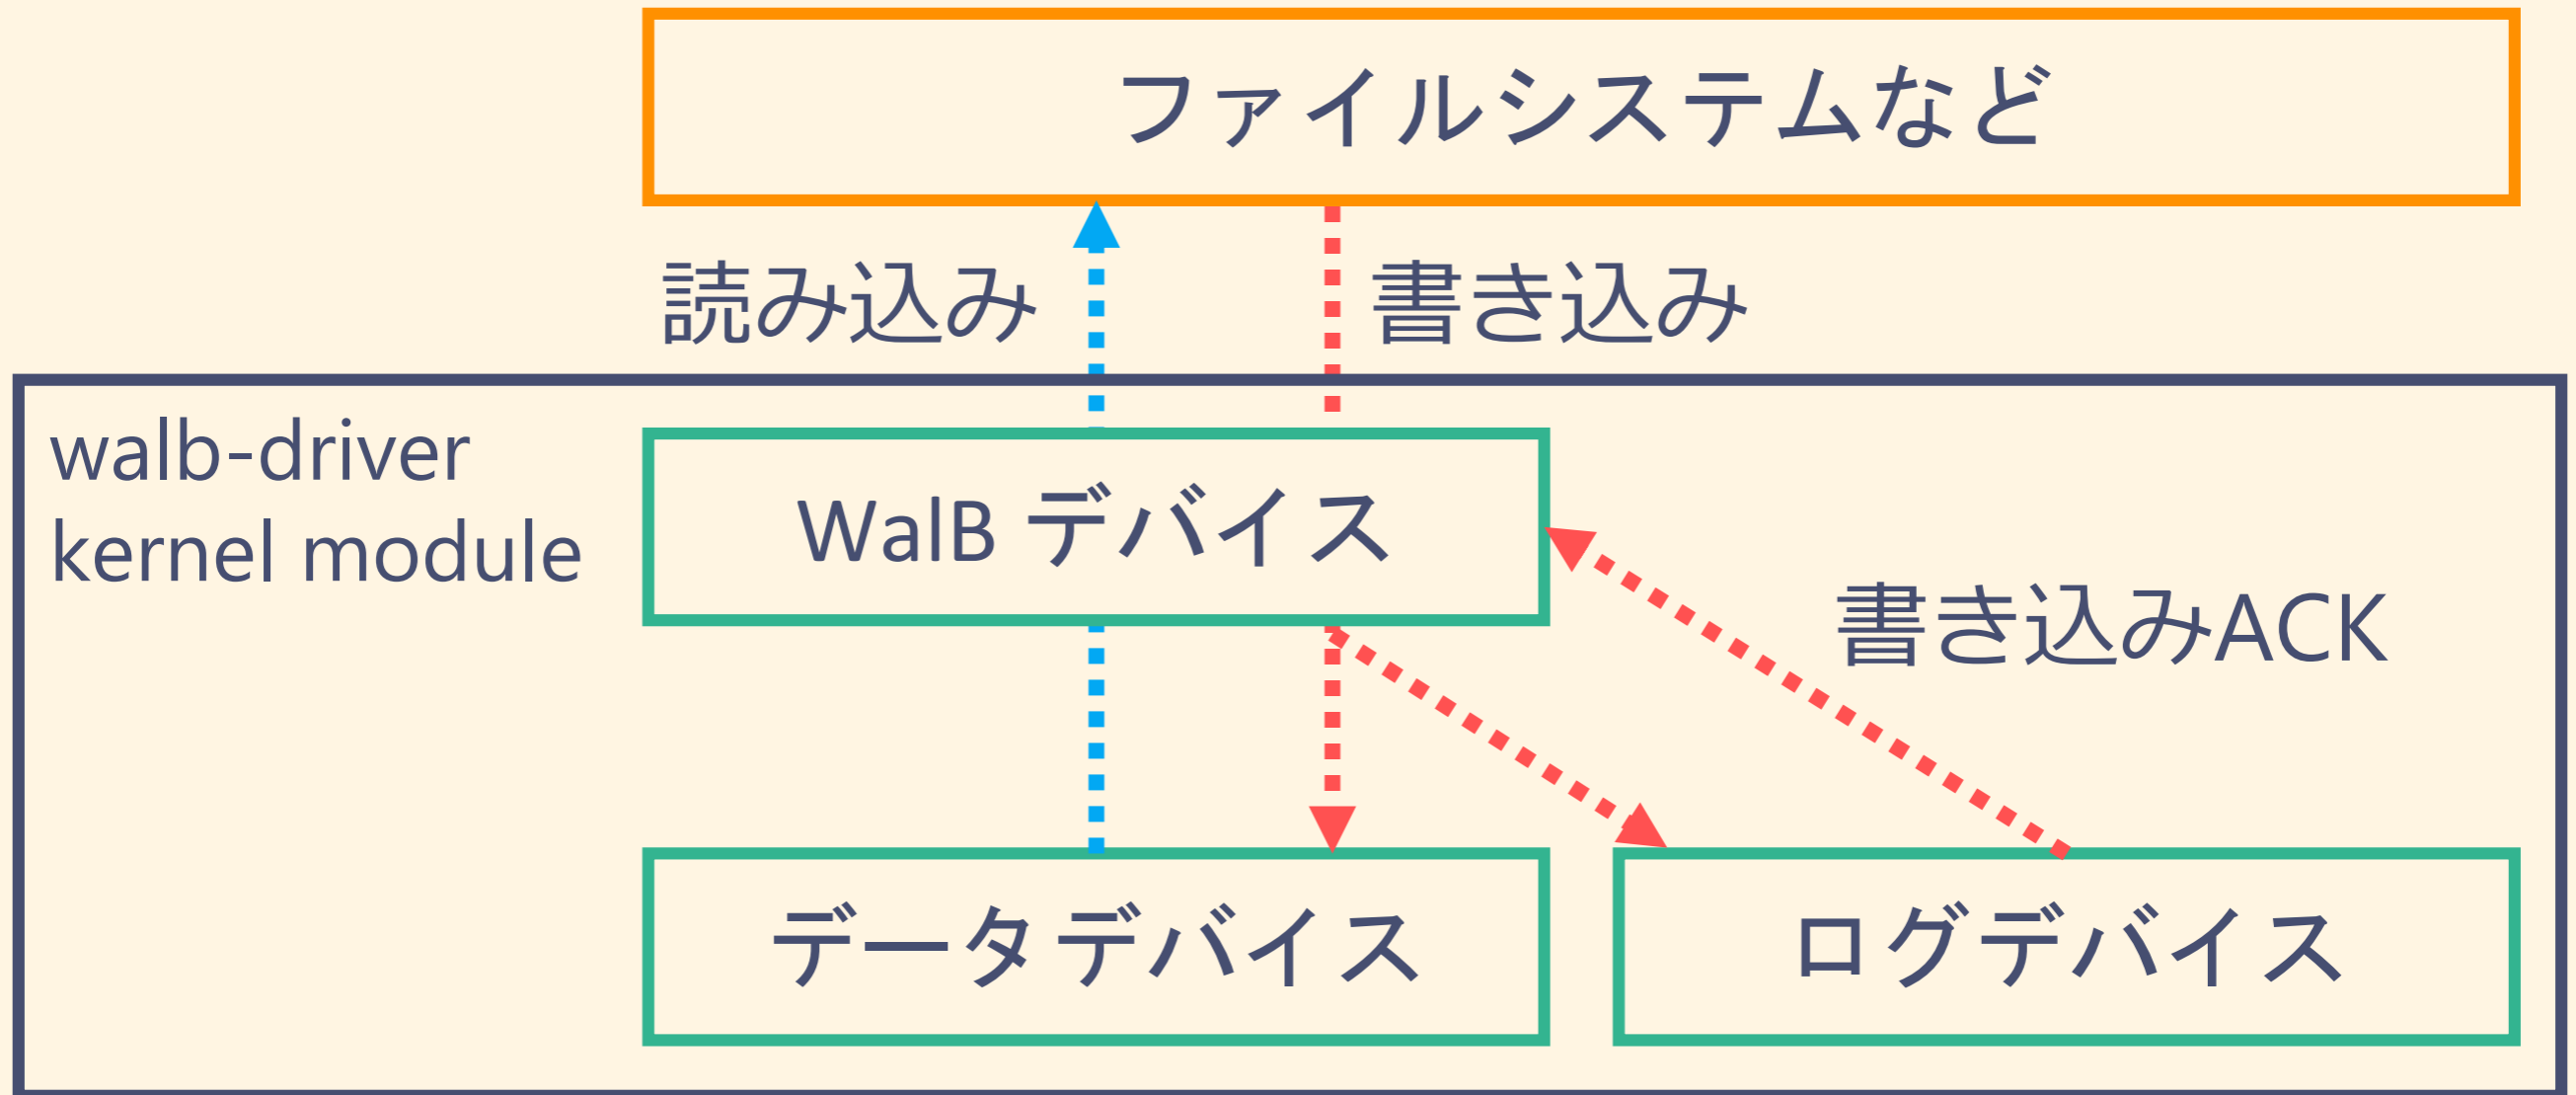 ファイルシステムなど
読み込み
書き込み
walb-driver
kernel module
WalB デバイス
書き込みACK
データデバイス
ログデバイス